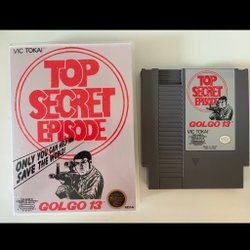 VIC TOKAI
TOP
SECRET
EPISODE
ONLY YOU CAN
SAVE THE WORLD
GOLGO 13
TOP
SECRET
EPISODE
GOLGO 13
VIC TOKAI